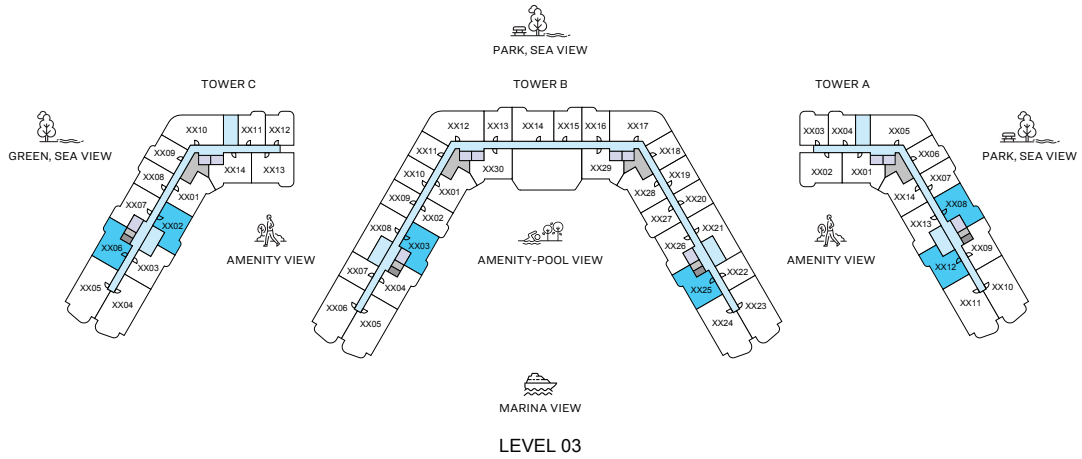 PARK, SEA VIEW
TOWER C
TOWER B
TOWER A
GREEN, SEA VIEW
PARK, SEA VIEW
XX10
XX11
XX12
XX09
XX08
XX07
XX06
XX05
XX04
XX03
XX02
XX01
XX14
XX13
AMENITY VIEW
XX12
XX13
XX14
XX15
XX16
XX17
XX11
XX10
XX09
XX08
XX07
XX06
XX05
XX04
XX03
XX02
XX01
XX30
XX29
XX28
XX27
XX26
XX25
XX24
XX23
XX22
XX21
XX20
XX19
XX18
AMENITY-POOL VIEW
AMENITY VIEW
XX03
XX04
XX05
XX02
XX01
XX06
XX07
XX08
XX09
XX10
XX11
XX12
XX13
XX14
MARINA VIEW
LEVEL 03